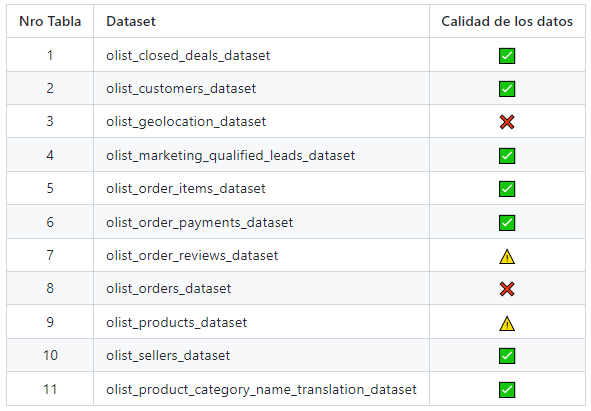 Nro Tabla Dataset Calidad de los datos
1 olist_closed_deals_dataset ✅
2 olist_customers_dataset ✅
3 olist_geolocation_dataset ❌
4 olist_marketing_qualified_leads_dataset ✅
5 olist_order_items_dataset ✅
6 olist_order_payments_dataset ✅
7 olist_order_reviews_dataset ⚠
8 olist_orders_dataset ❌
9 olist_products_dataset ⚠
10 olist_sellers_dataset ✅
11 olist_product_category_name_translation_dataset ✅